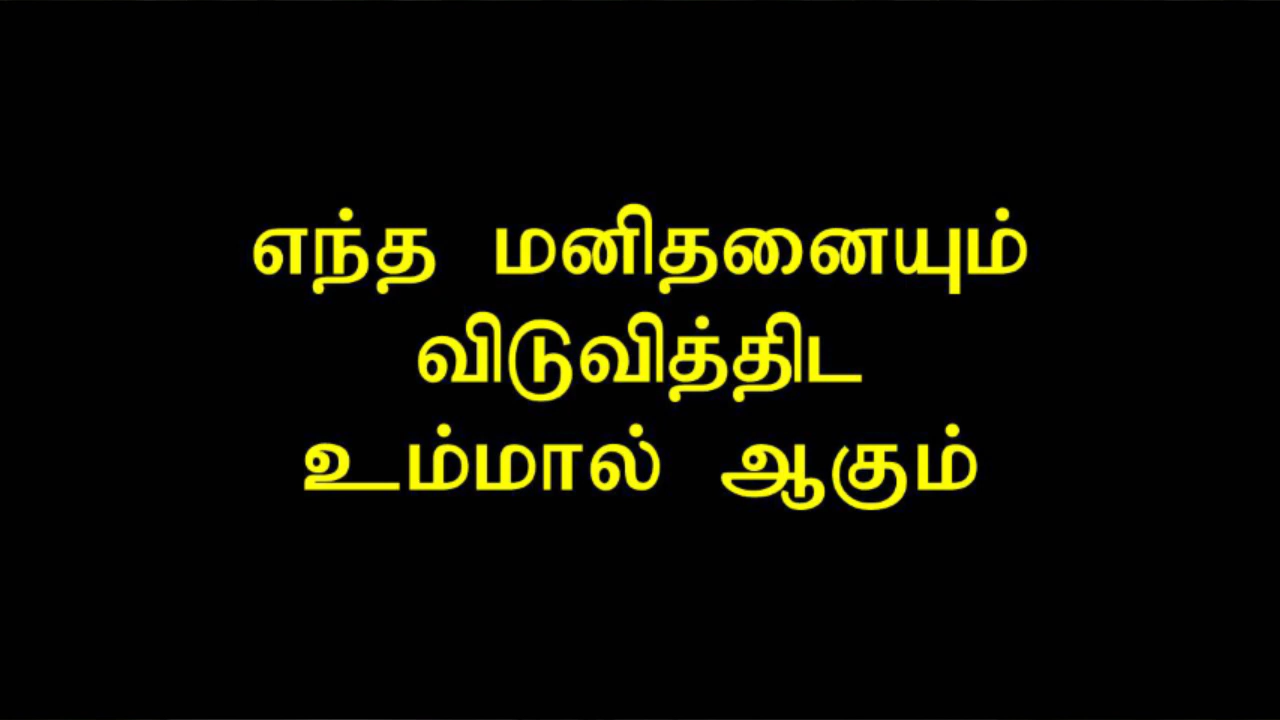 எந்த மனிதனையும்
விடுவித்திட
உம்மால் ஆகும்